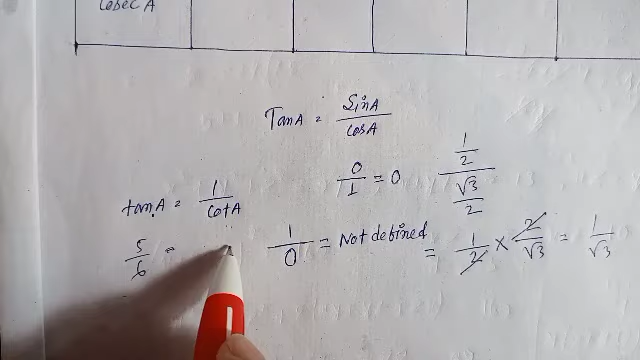 Cosec A
TanA = SinA / CosA
0/1 = 0
1/2 / √3/2
tanA = 1 / CotA
5/6 =
1/0 = Not defined
= 1/2 × 2/√3 = 1/√3